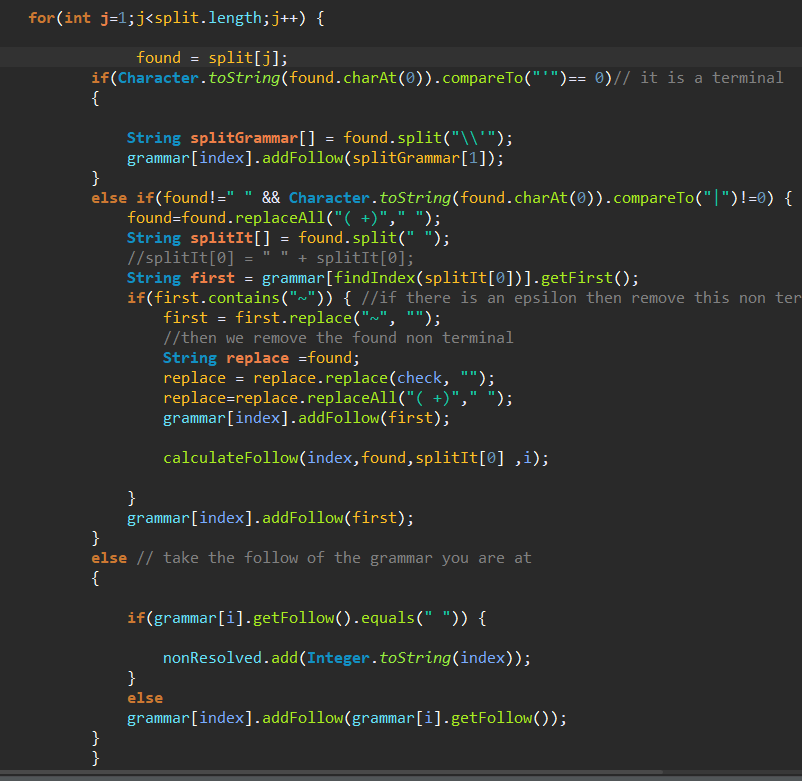 for(int j=1;j<split.length;j++) {
found = split[j];
if(Character.toString(found.charAt(0)).compareTo("'")== 0)// it is a terminal
{
String splitGrammar[] = found.split("\\'");
grammar[index].addFollow(splitGrammar[1]);
}
else if(found!=" " && Character.toString(found.charAt(0)).compareTo("|")!=0) {
found=found.replaceAll("( +)"," ");
String splitIt[] = found.split(" ");
//splitIt[0] = " " + splitIt[0];
String first = grammar[findIndex(splitIt[0])].getFirst();
if(first.contains("~")) { //if there is an epsilon then remove this non ter
first = first.replace("~", "");
//then we remove the found non terminal
String replace =found;
replace = replace.replace(check, "");
replace=replace.replaceAll("( +)"," ");
grammar[index].addFollow(first);
calculateFollow(index,found,splitIt[0] ,i);
}
grammar[index].addFollow(first);
}
else // take the follow of the grammar you are at
{
if(grammar[i].getFollow().equals(" ")) {
nonResolved.add(Integer.toString(index));
}
else
grammar[index].addFollow(grammar[i].getFollow());
}
}